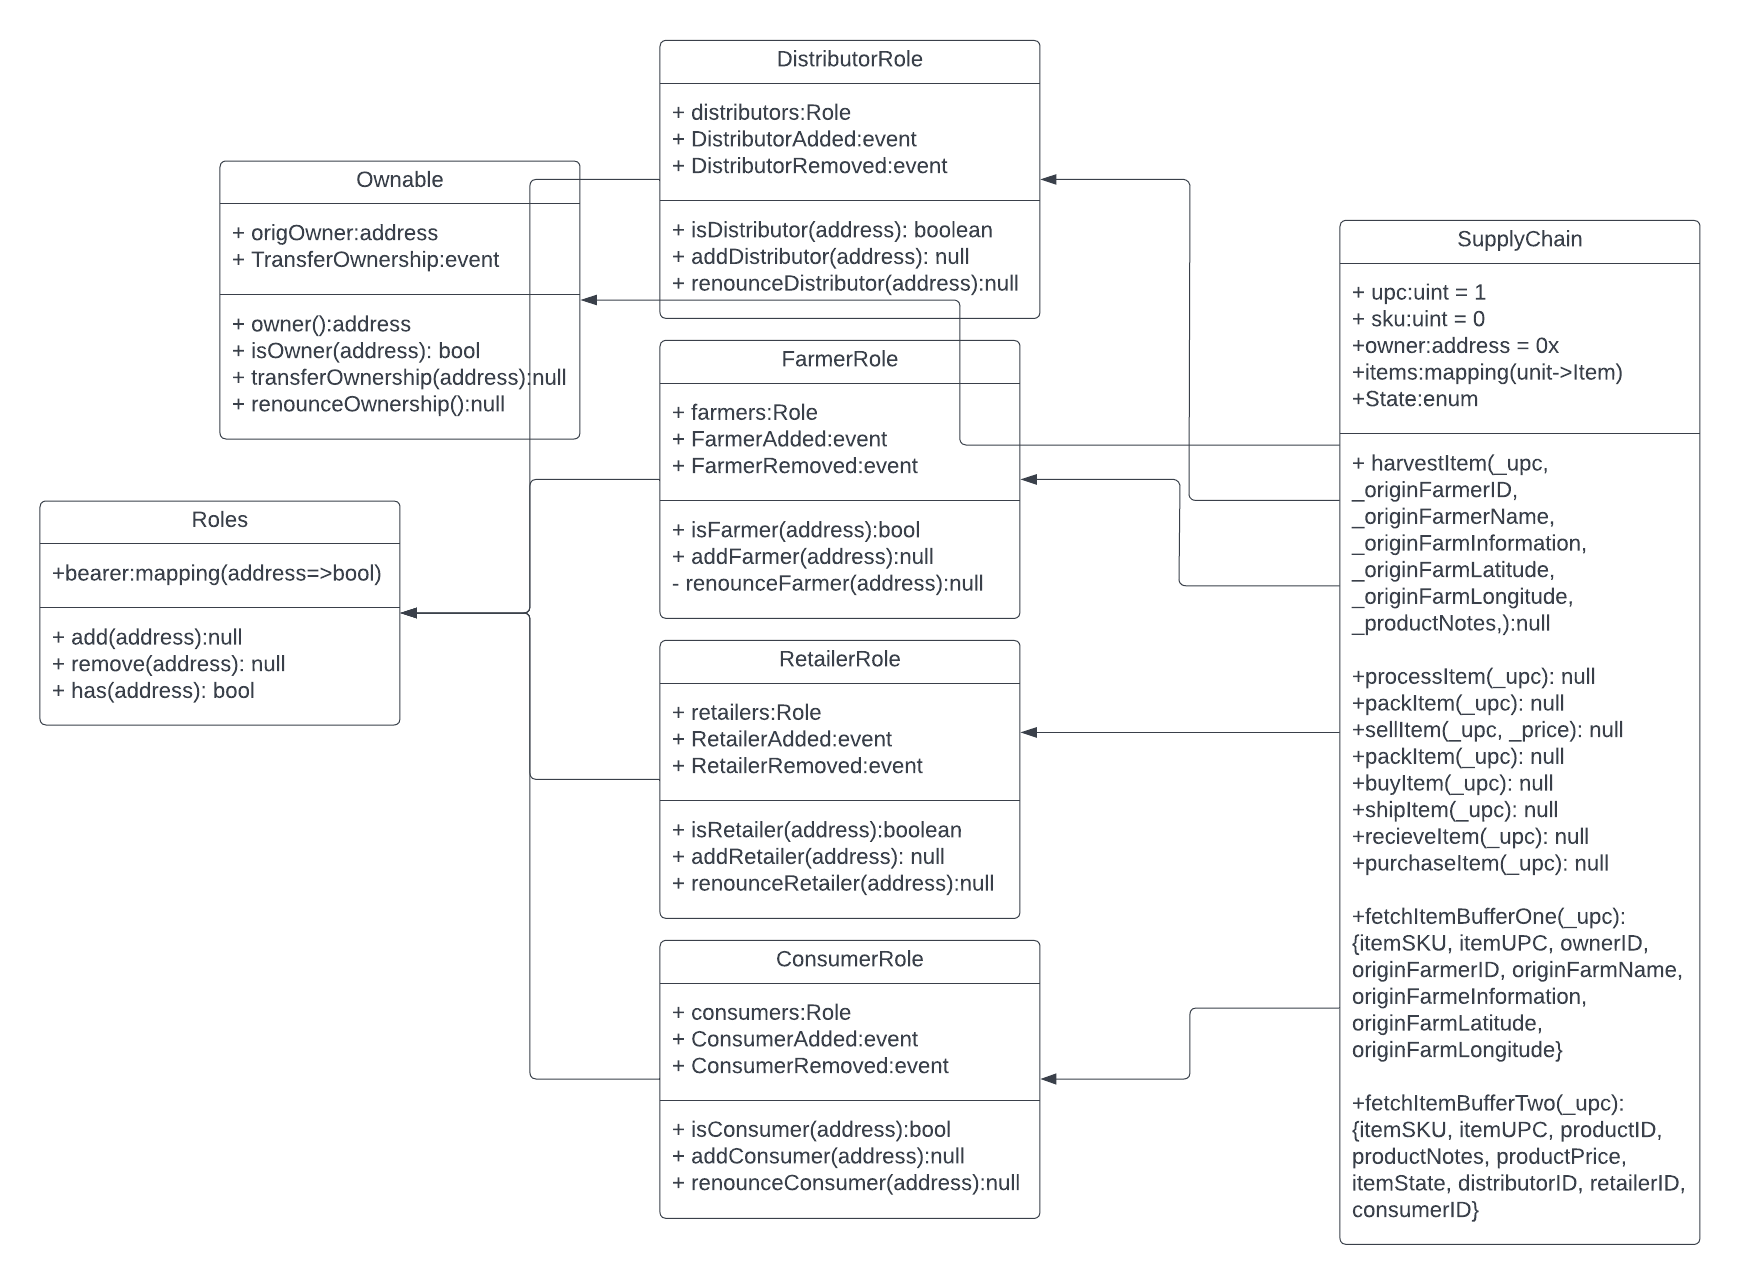 DistributorRole
+ distributors:Role
+ DistributorAdded:event
+ DistributorRemoved:event
+ isDistributor(address): boolean
+ addDistributor(address): null
+ renounceDistributor(address):null
Ownable
+ origOwner:address
+ TransferOwnership:event
+ owner():address
+ isOwner(address): bool
+ transferOwnership(address):null
+ renounceOwnership():null
FarmerRole
+ farmers:Role
+ FarmerAdded:event
+ FarmerRemoved:event
+ isFarmer(address):bool
+ addFarmer(address):null
- renounceFarmer(address):null
Roles
+bearer:mapping(address=>bool)
+ add(address):null
+ remove(address): null
+ has(address): bool
RetailerRole
+ retailers:Role
+ RetailerAdded:event
+ RetailerRemoved:event
+ isRetailer(address):boolean
+ addRetailer(address): null
+ renounceRetailer(address):null
ConsumerRole
+ consumers:Role
+ ConsumerAdded:event
+ ConsumerRemoved:event
+ isConsumer(address):bool
+ addConsumer(address):null
+ renounceConsumer(address):null
SupplyChain
+ upc:uint = 1
+ sku:uint = 0
+owner:address = 0x
+items:mapping(unit->Item)
+State:enum
+ harvestItem(_upc,
_originFarmerID,
_originFarmerName,
_originFarmInformation,
_originFarmLatitude,
_originFarmLongitude,
_productNotes,):null
+processItem(_upc): null
+packItem(_upc): null
+sellItem(_upc, _price): null
+packItem(_upc): null
+buyItem(_upc): null
+shipItem(_upc): null
+recieveItem(_upc): null
+purchaseItem(_upc): null
+fetchItemBufferOne(_upc):
{itemSKU, itemUPC, ownerID,
originFarmerID, originFarmName,
originFarmeInformation,
originFarmLatitude,
originFarmLongitude}
+fetchItemBufferTwo(_upc):
{itemSKU, itemUPC, productID,
productNotes, productPrice,
itemState, distributorID, retailerID,
consumerID}